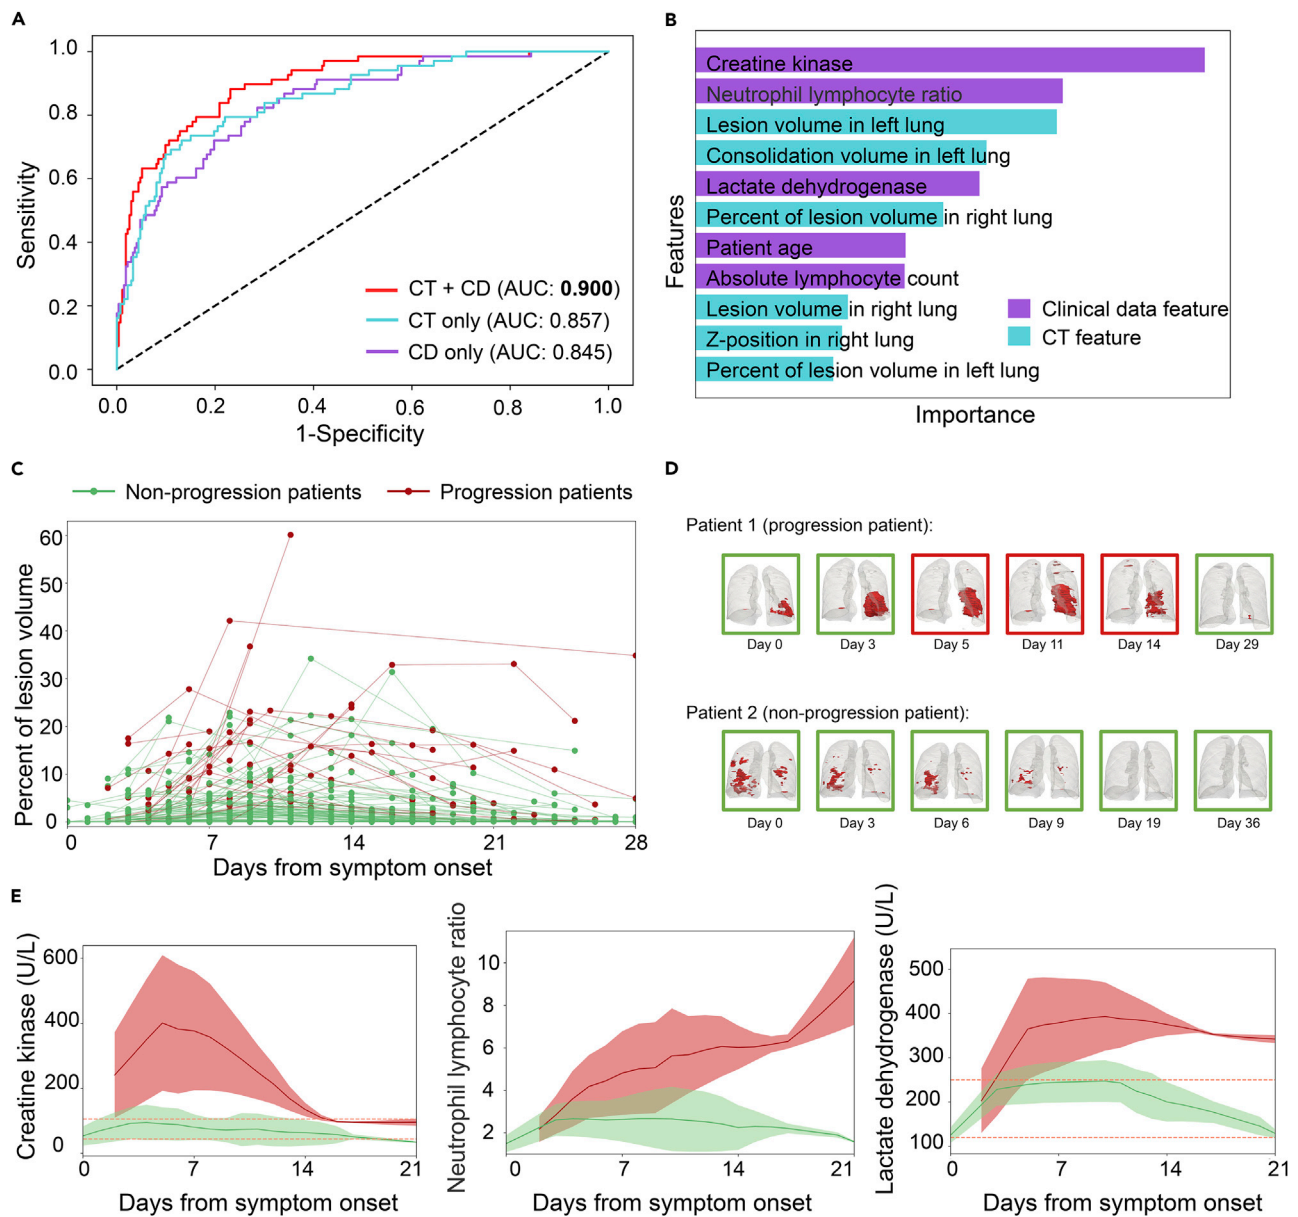 A
Sensitivity
1.0
0.8
0.6
0.4
0.2
0.0
CT + CD (AUC: 0.900)
CT only (AUC: 0.857)
CD only (AUC: 0.845)
0.0 0.2 0.4 0.6 0.8 1.0
1-Specificity
B
Features
Creatine kinase
Neutrophil lymphocyte ratio
Lesion volume in left lung
Consolidation volume in left lung
Lactate dehydrogenase
Percent of lesion volume in right lung
Patient age
Absolute lymphocyte count
Lesion volume in right lung
Z-position in right lung
Percent of lesion volume in left lung
Clinical data feature
CT feature
Importance
C
Non-progression patients
Progression patients
Percent of lesion volume
60
50
40
30
20
10
0
0 7 14 21 28
Days from symptom onset
D
Patient 1 (progression patient):
Day 0 Day 3 Day 5 Day 11 Day 14 Day 29
Patient 2 (non-progression patient):
Day 0 Day 3 Day 6 Day 9 Day 19 Day 36
E
Creatine kinase (U/L)
600
400
200
0
0 7 14 21
Days from symptom onset
Neutrophil lymphocyte ratio
10
8
6
4
2
0 7 14 21
Days from symptom onset
Lactate dehydrogenase (U/L)
500
400
300
200
100
0 7 14 21
Days from symptom onset